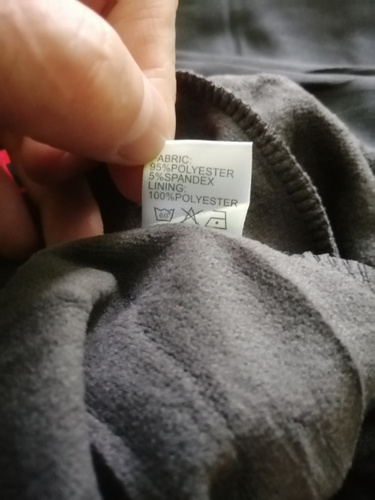 FABRIC:
95%POLYESTER
5%SPANDEX
LINING:
100%POLYESTER